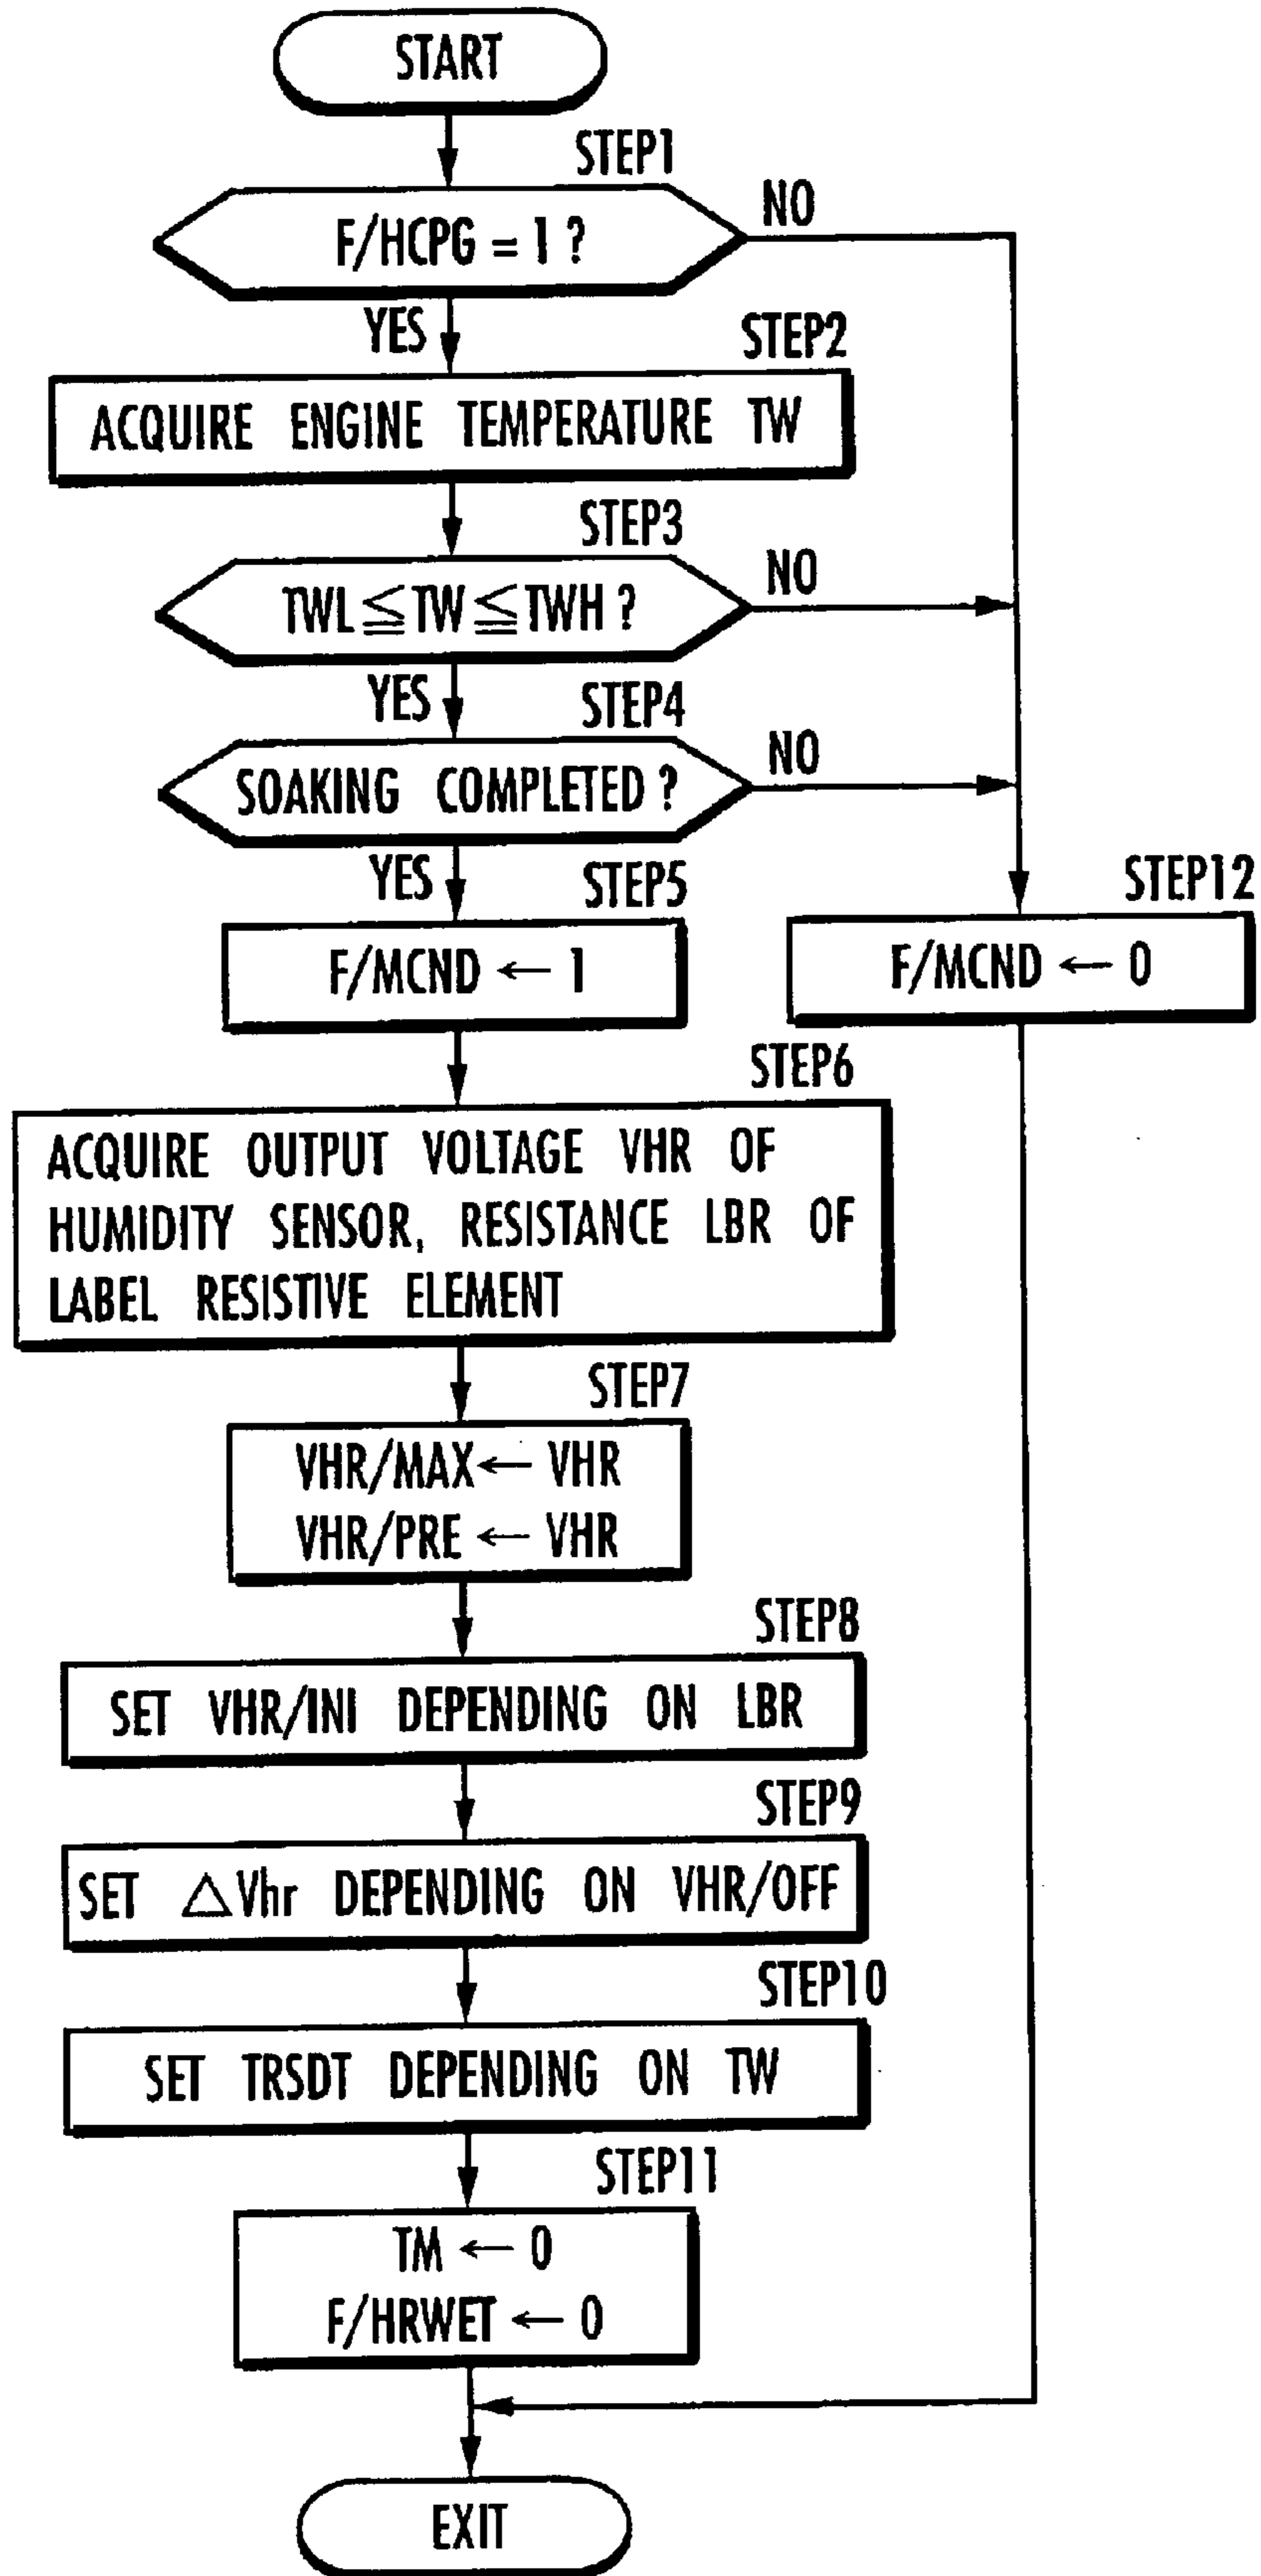 START
STEP1
F/HCPG = 1 ?
NO
YES
STEP2
ACQUIRE ENGINE TEMPERATURE TW
STEP3
TWL ≦ TW ≦ TWH ?
NO
YES
STEP4
SOAKING COMPLETED ?
NO
YES
STEP5
F/MCND ← 1
STEP12
F/MCND ← 0
STEP6
ACQUIRE OUTPUT VOLTAGE VHR OF
HUMIDITY SENSOR, RESISTANCE LBR OF
LABEL RESISTIVE ELEMENT
STEP7
VHR/MAX ← VHR
VHR/PRE ← VHR
STEP8
SET VHR/INI DEPENDING ON LBR
STEP9
SET △Vhr DEPENDING ON VHR/OFF
STEP10
SET TRSDT DEPENDING ON TW
STEP11
TM ← 0
F/HRWET ← 0
EXIT